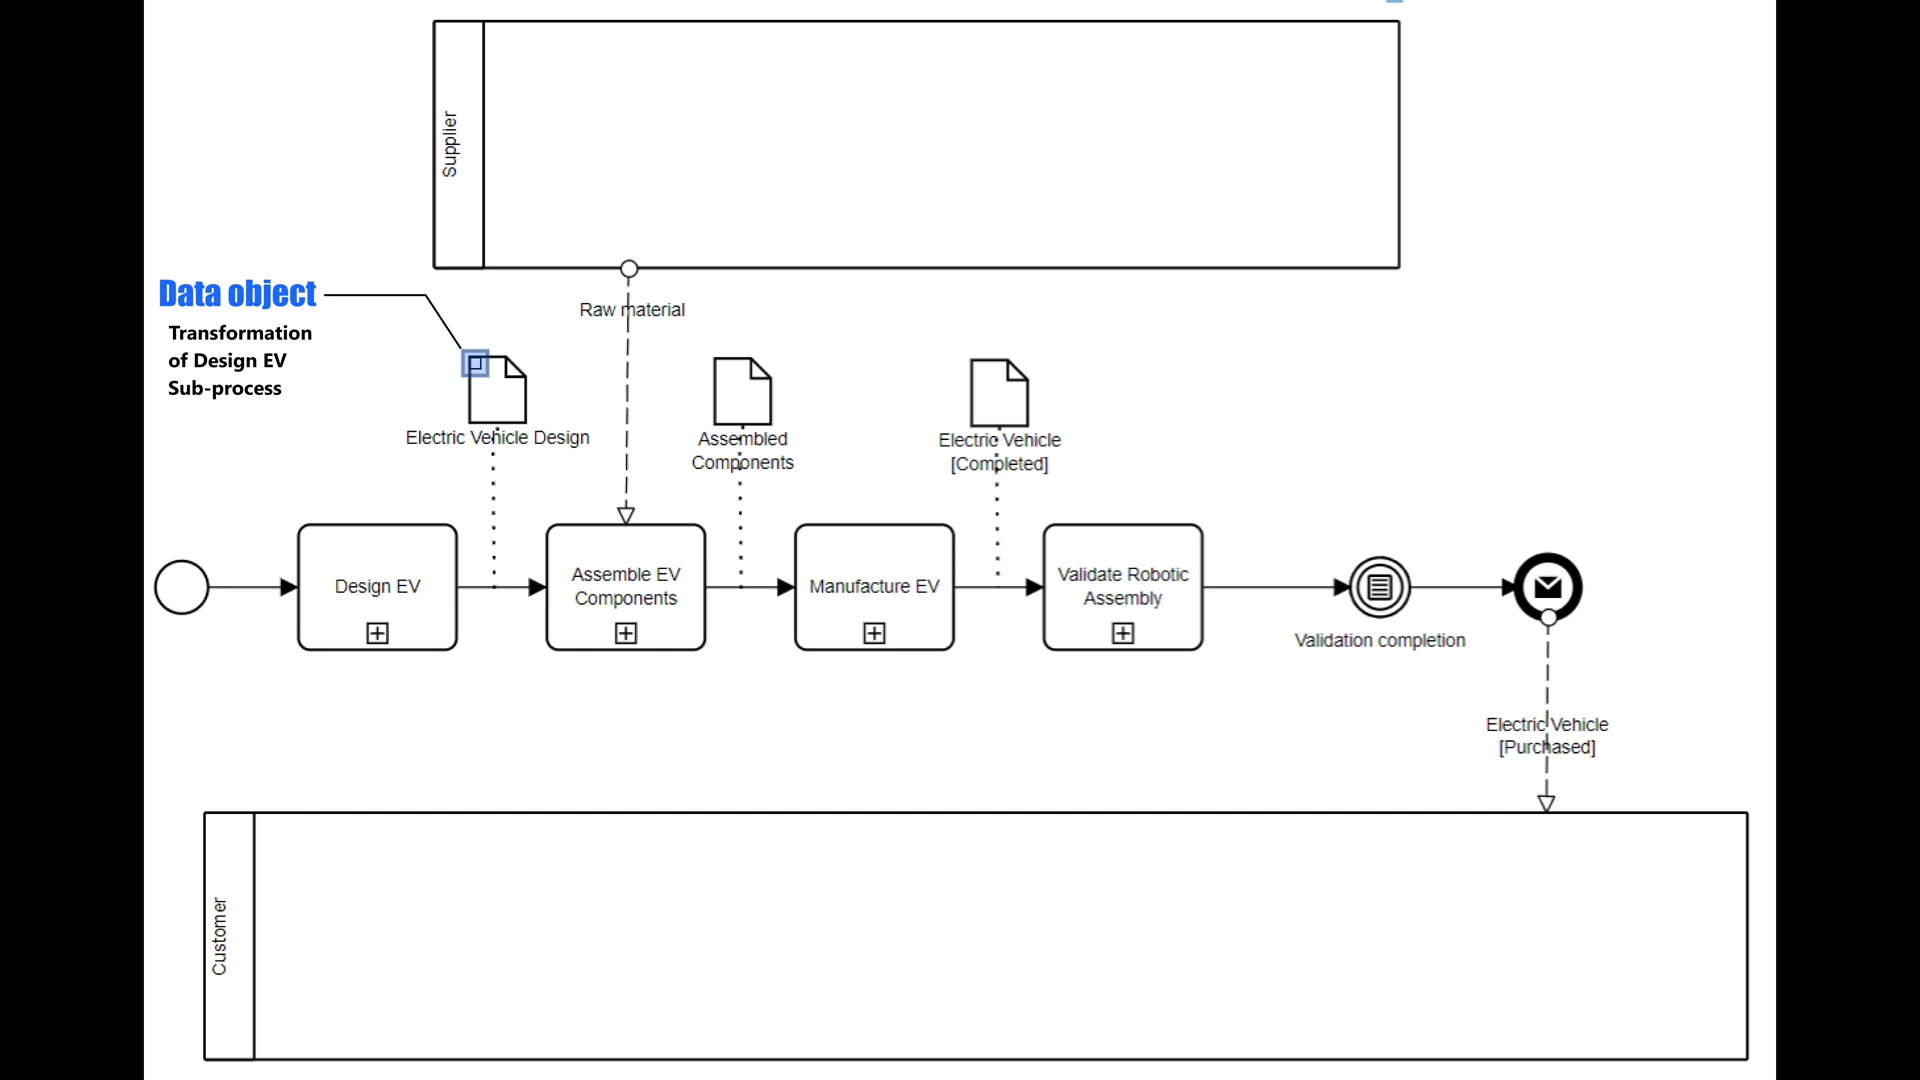 Supplier
Data object
Transformation
of Design EV
Sub-process
Raw material
Electric Vehicle Design
Assembled
Components
Electric Vehicle
[Completed]
Design EV
Assemble EV
Components
Manufacture EV
Validate Robotic
Assembly
Validation completion
Electric Vehicle
[Purchased]
Customer